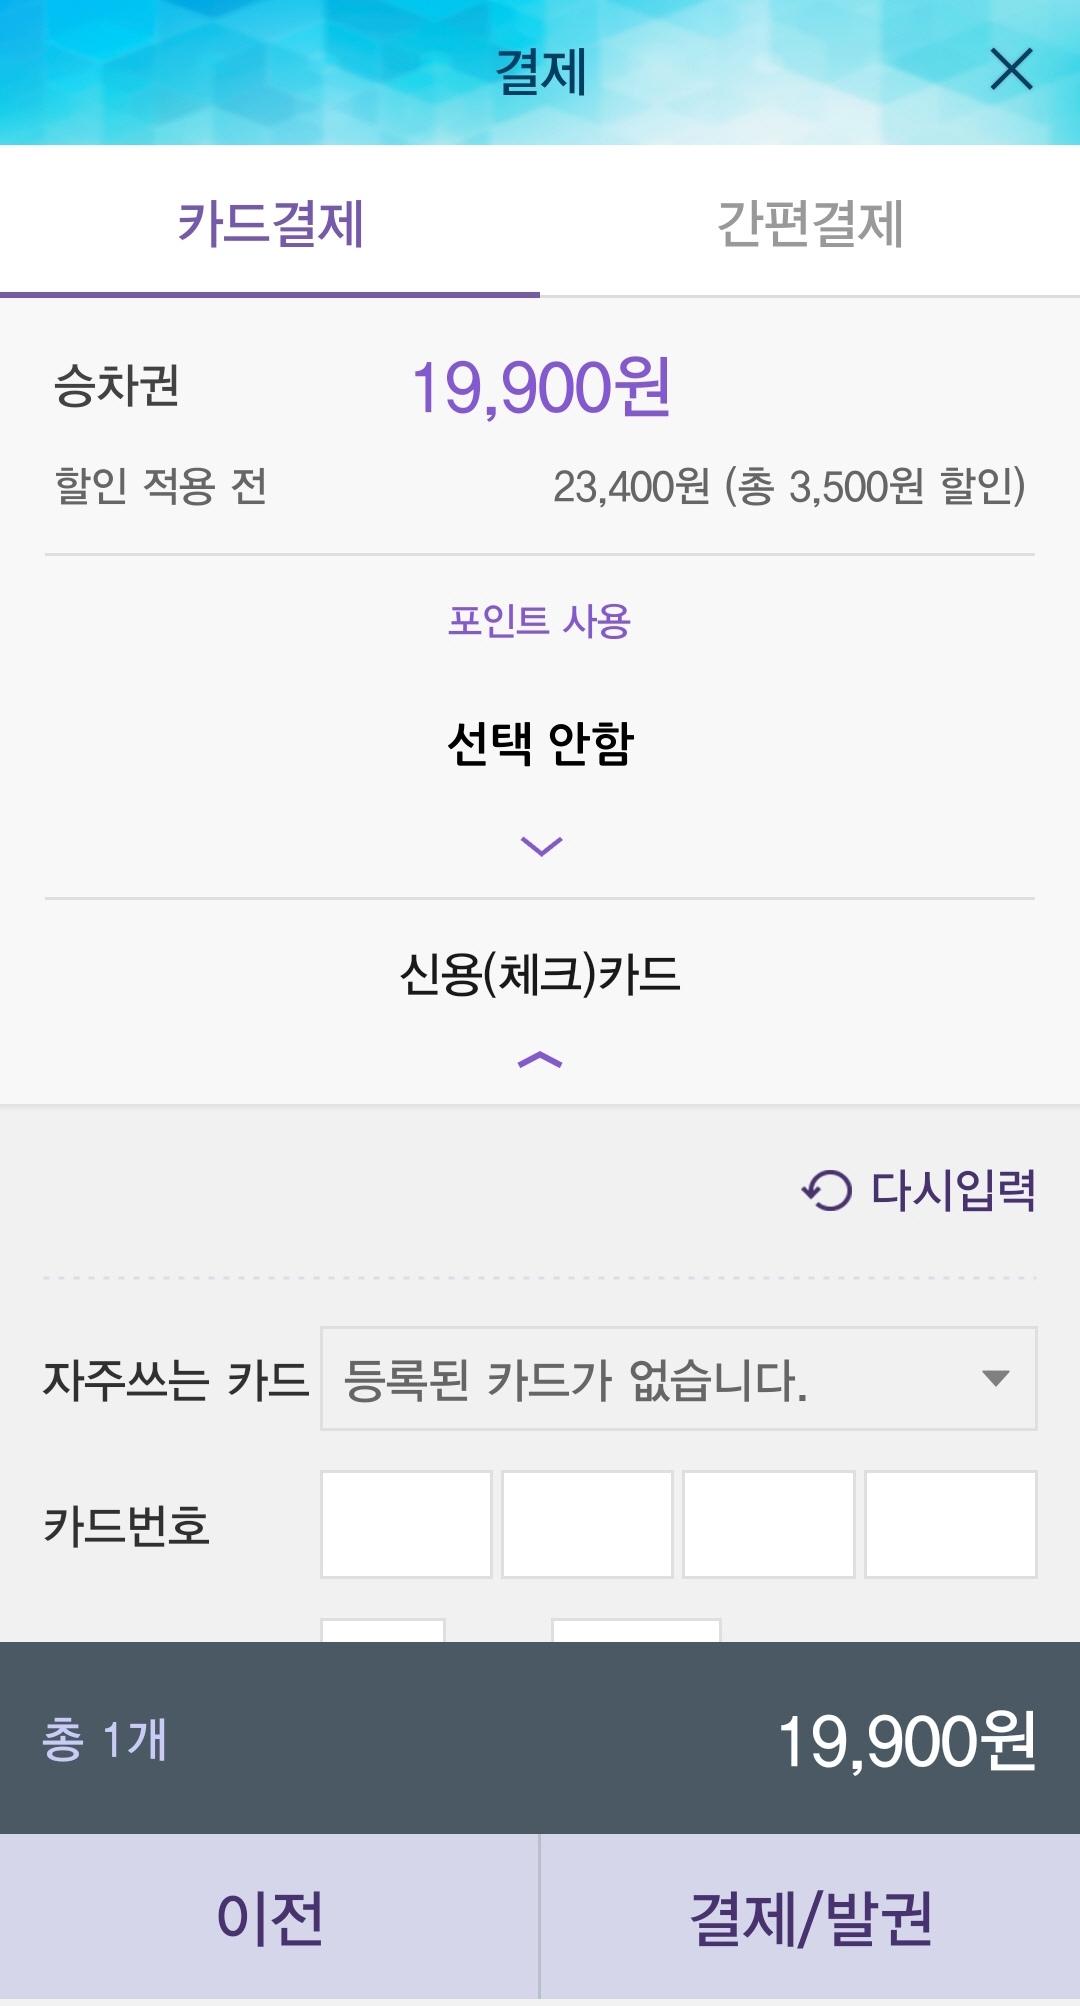 결제
카드결제 간편결제
승차권 19,900원
할인 적용 전 23,400원 (총 3,500원 할인)
포인트 사용
선택 안함
신용(체크)카드
다시입력
자주쓰는 카드 등록된 카드가 없습니다.
카드번호
총 1개 19,900원
이전 결제/발권